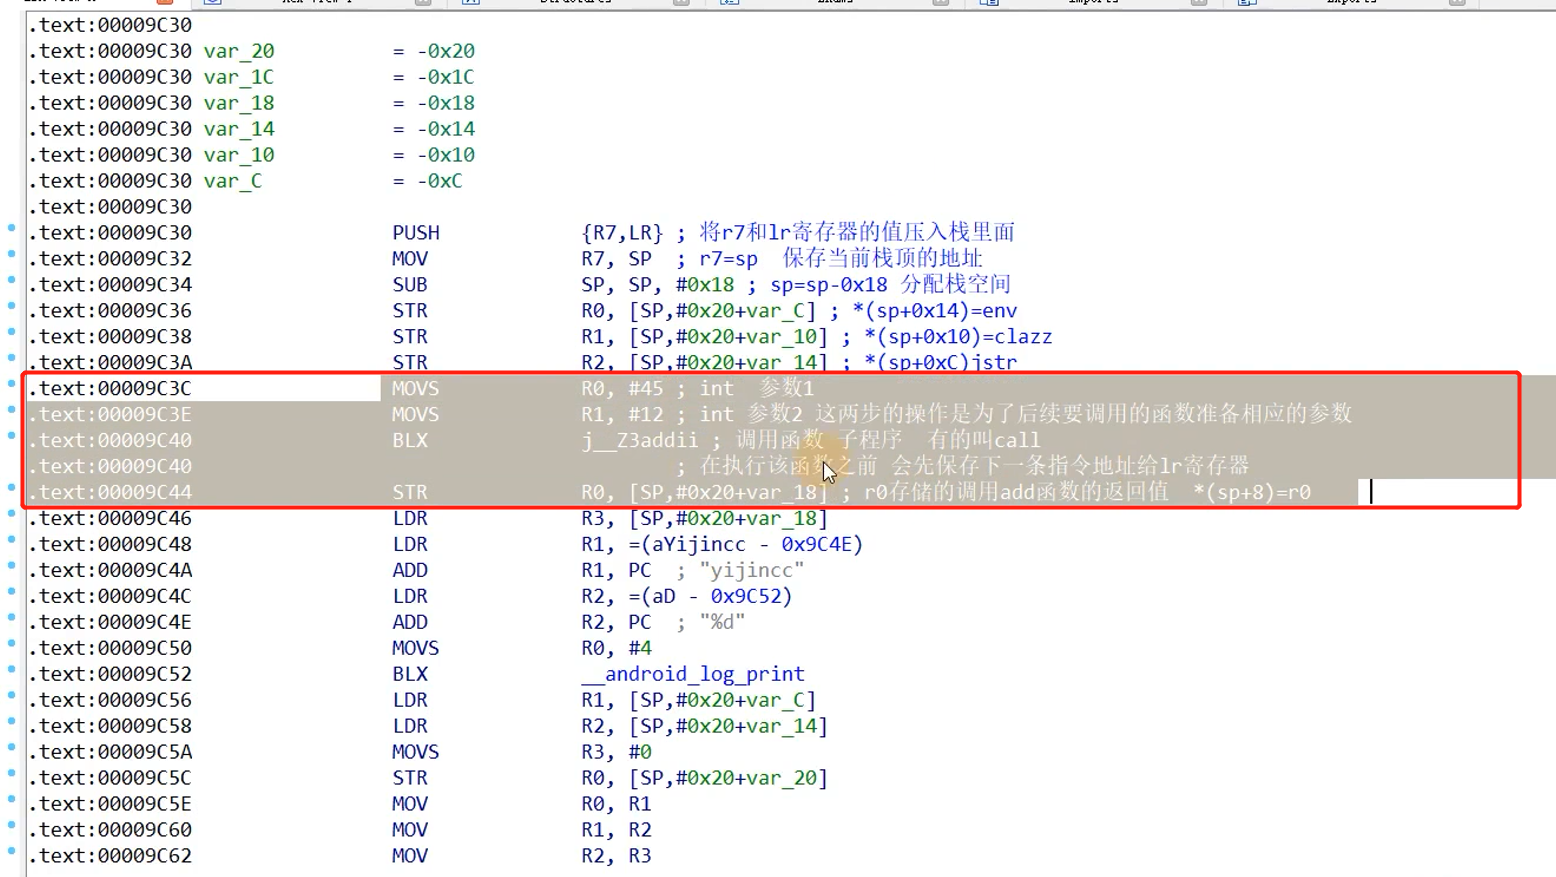 Structures
Enums
Imports
Exports
.text:00009C30
.text:00009C30 var_20 = -0x20
.text:00009C30 var_1C = -0x1C
.text:00009C30 var_18 = -0x18
.text:00009C30 var_14 = -0x14
.text:00009C30 var_10 = -0x10
.text:00009C30 var_C = -0xC
.text:00009C30
.text:00009C30 PUSH {R7,LR} ; 将r7和lr寄存器的值压入栈里面
.text:00009C32 MOV R7, SP ; r7=sp 保存当前栈顶的地址
.text:00009C34 SUB SP, SP, #0x18 ; sp=sp-0x18 分配栈空间
.text:00009C36 STR R0, [SP,#0x20+var_C] ; *(sp+0x14)=env
.text:00009C38 STR R1, [SP,#0x20+var_10] ; *(sp+0x10)=clazz
.text:00009C3A STR R2, [SP,#0x20+var_14] ; *(sp+0xC)jstr
.text:00009C3C MOVS R0, #45 ; int 参数1
.text:00009C3E MOVS R1, #12 ; int 参数2 这两步的操作是为了后续要调用的函数准备相应的参数
.text:00009C40 BLX j__Z3addii ; 调用函数 子程序 有的叫call
.text:00009C40 ; 在执行该函数之前 会先保存下一条指令地址给lr寄存器
.text:00009C44 STR R0, [SP,#0x20+var_18] ; r0存储的调用add函数的返回值 *(sp+8)=r0
.text:00009C46 LDR R3, [SP,#0x20+var_18]
.text:00009C48 LDR R1, =(aYijincc - 0x9C4E)
.text:00009C4A ADD R1, PC ; "yijincc"
.text:00009C4C LDR R2, =(aD - 0x9C52)
.text:00009C4E ADD R2, PC ; "%d"
.text:00009C50 MOVS R0, #4
.text:00009C52 BLX __android_log_print
.text:00009C56 LDR R1, [SP,#0x20+var_C]
.text:00009C58 LDR R2, [SP,#0x20+var_14]
.text:00009C5A MOVS R3, #0
.text:00009C5C STR R0, [SP,#0x20+var_20]
.text:00009C5E MOV R0, R1
.text:00009C60 MOV R1, R2
.text:00009C62 MOV R2, R3